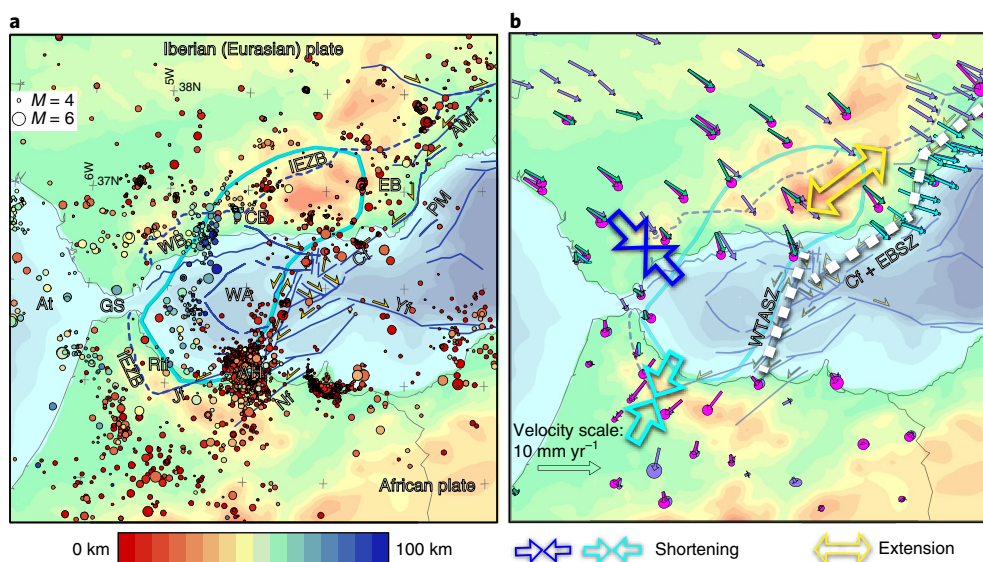 a
Iberian (Eurasian) plate
M = 4
M = 6
5W
38N
6W
37N
AMf
IEZB
EB
CB
WB
PM
Cf
At
GS
WA
Yf
Rif
AH
IEZB
Jf
Nf
African plate
0 km
100 km
b
WTASZ
Cf + EBSZ
Velocity scale:
10 mm yr⁻¹
Shortening
Extension